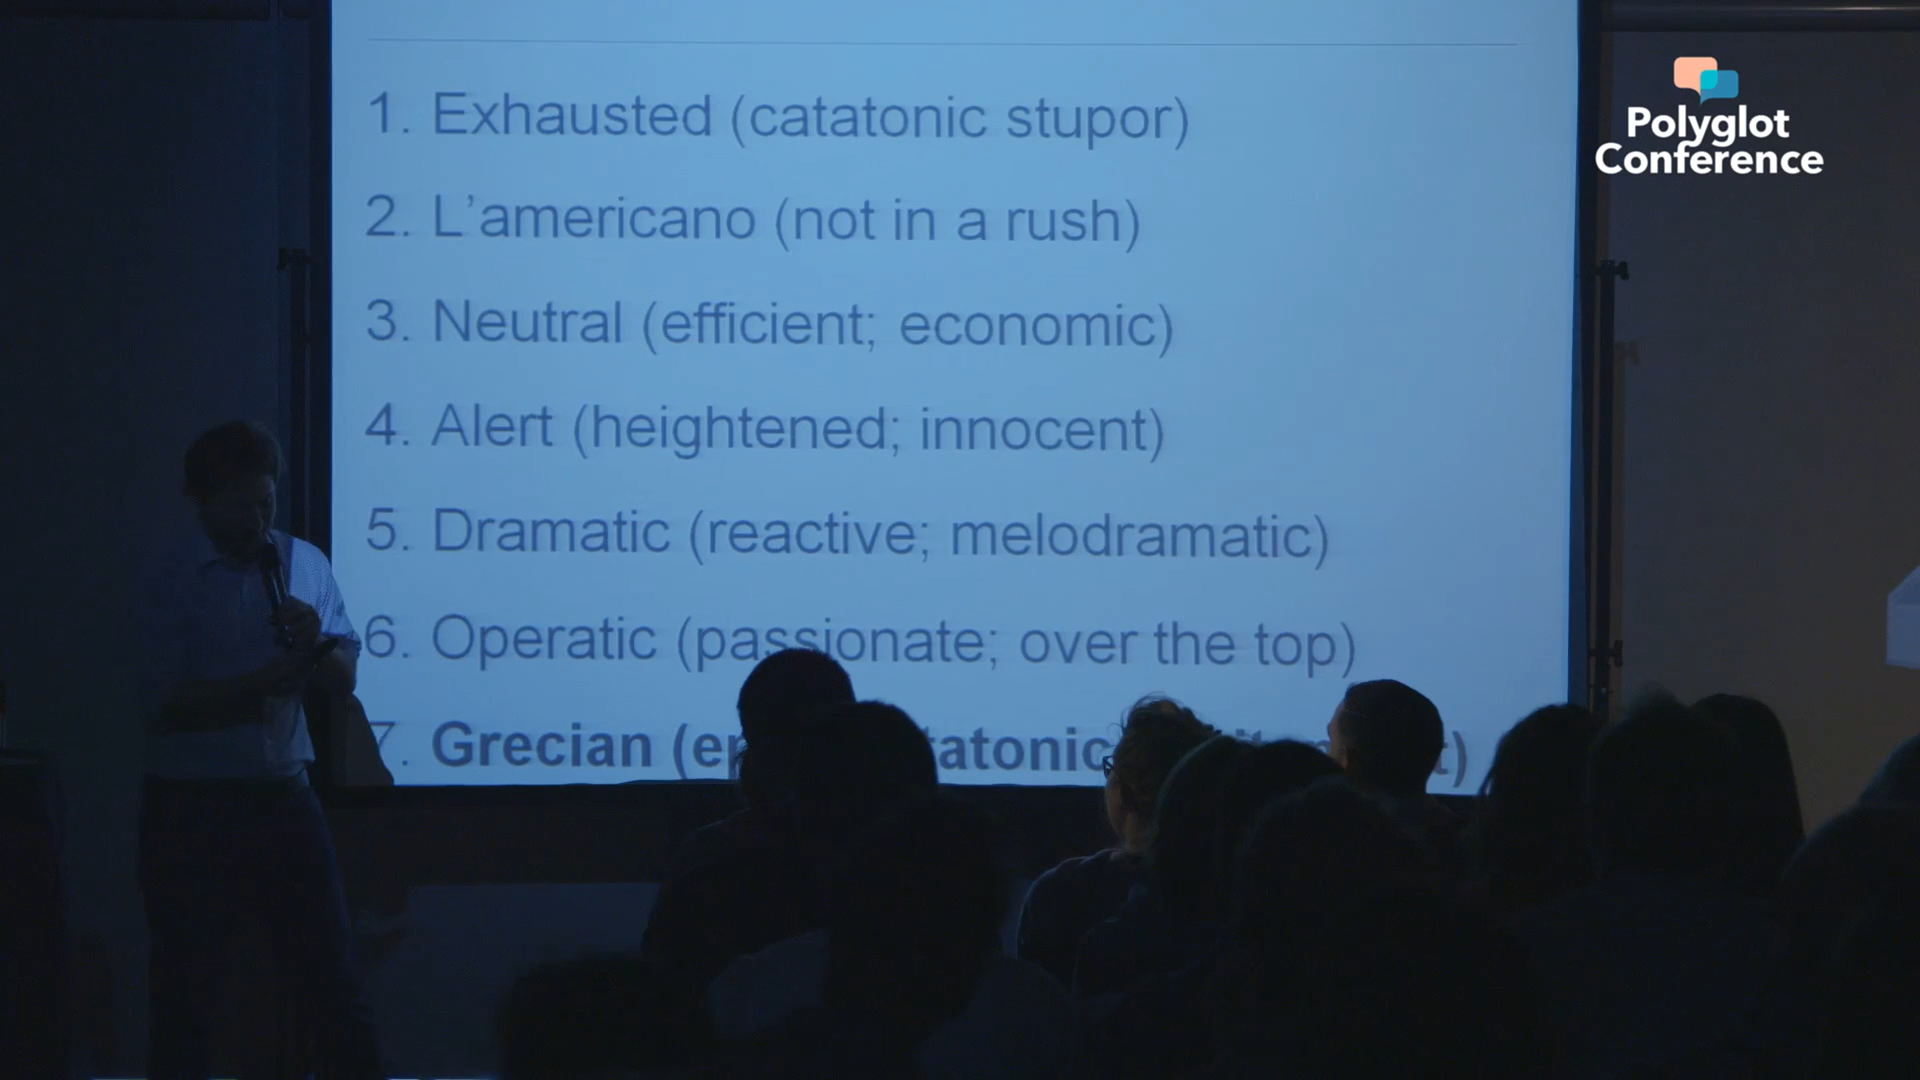 1. Exhausted (catatonic stupor)
2. L'americano (not in a rush)
3. Neutral (efficient; economic)
4. Alert (heightened; innocent)
5. Dramatic (reactive; melodramatic)
6. Operatic (passionate; over the top)
7. Grecian
Polyglot
Conference